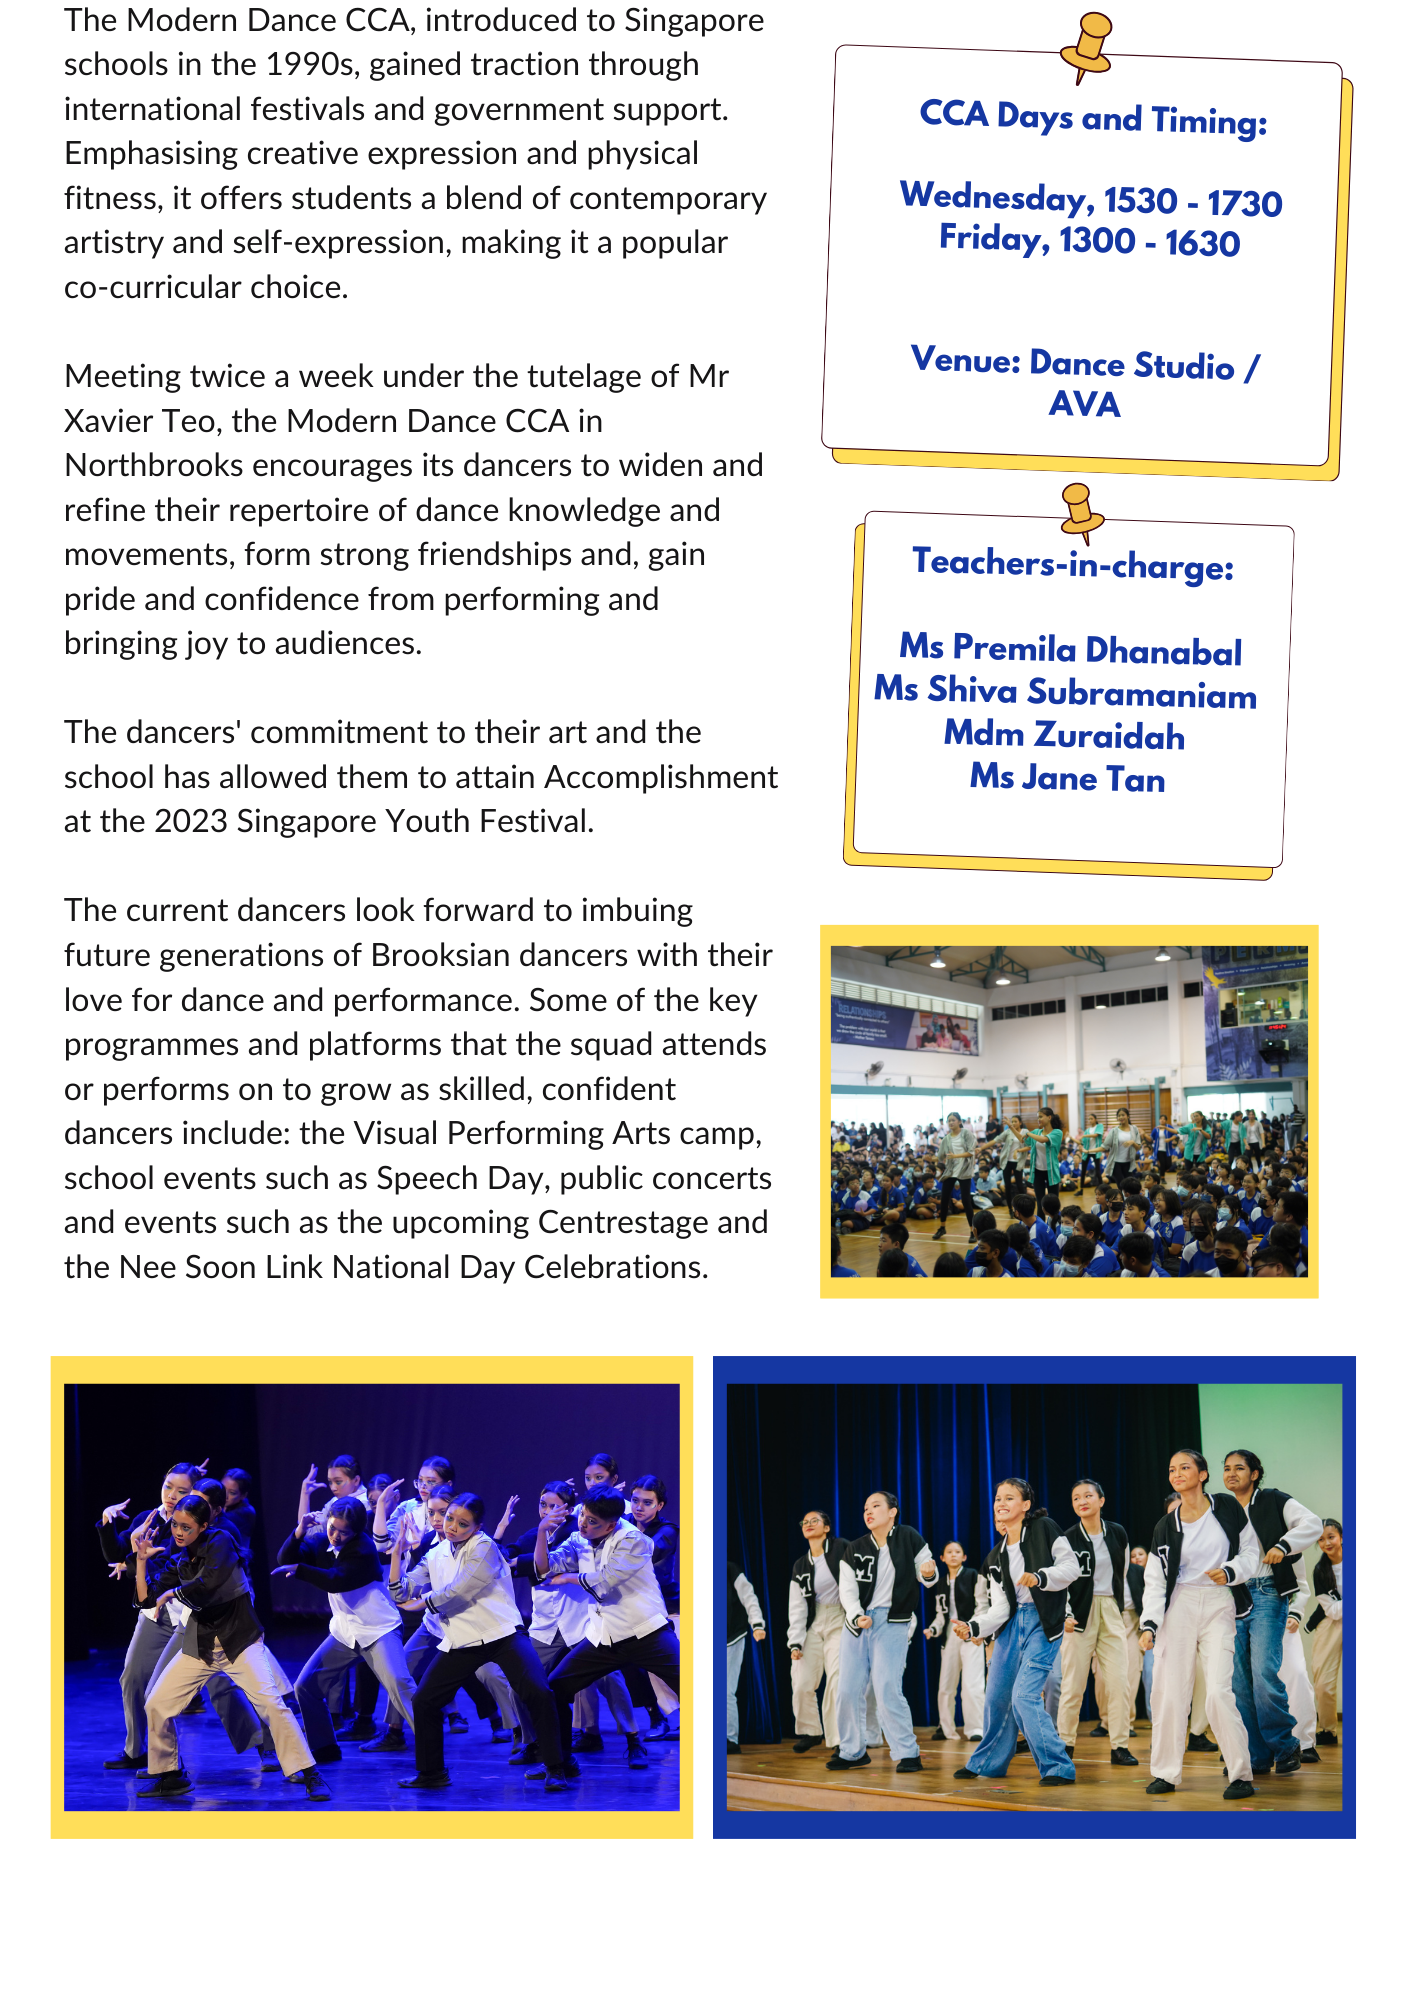 The Modern Dance CCA, introduced to Singapore
schools in the 1990s, gained traction through
international festivals and government support.
Emphasising creative expression and physical
fitness, it offers students a blend of contemporary
artistry and self-expression, making it a popular
co-curricular choice.
Meeting twice a week under the tutelage of Mr
Xavier Teo, the Modern Dance CCA in
Northbrooks encourages its dancers to widen and
refine their repertoire of dance knowledge and
movements, form strong friendships and, gain
pride and confidence from performing and
bringing joy to audiences.
The dancers' commitment to their art and the
school has allowed them to attain Accomplishment
at the 2023 Singapore Youth Festival.
The current dancers look forward to imbuing
future generations of Brooksian dancers with their
love for dance and performance. Some of the key
programmes and platforms that the squad attends
or performs on to grow as skilled, confident
dancers include: the Visual Performing Arts camp,
school events such as Speech Day, public concerts
and events such as the upcoming Centrestage and
the Nee Soon Link National Day Celebrations.
CCA Days and Timing:
Wednesday, 1530 - 1730
Friday, 1300 - 1630
Venue: Dance Studio /
AVA
Teachers-in-charge:
Ms Premila Dhanabal
Ms Shiva Subramaniam
Mdm Zuraidah
Ms Jane Tan
RELATIONSHIPS
M
M
M